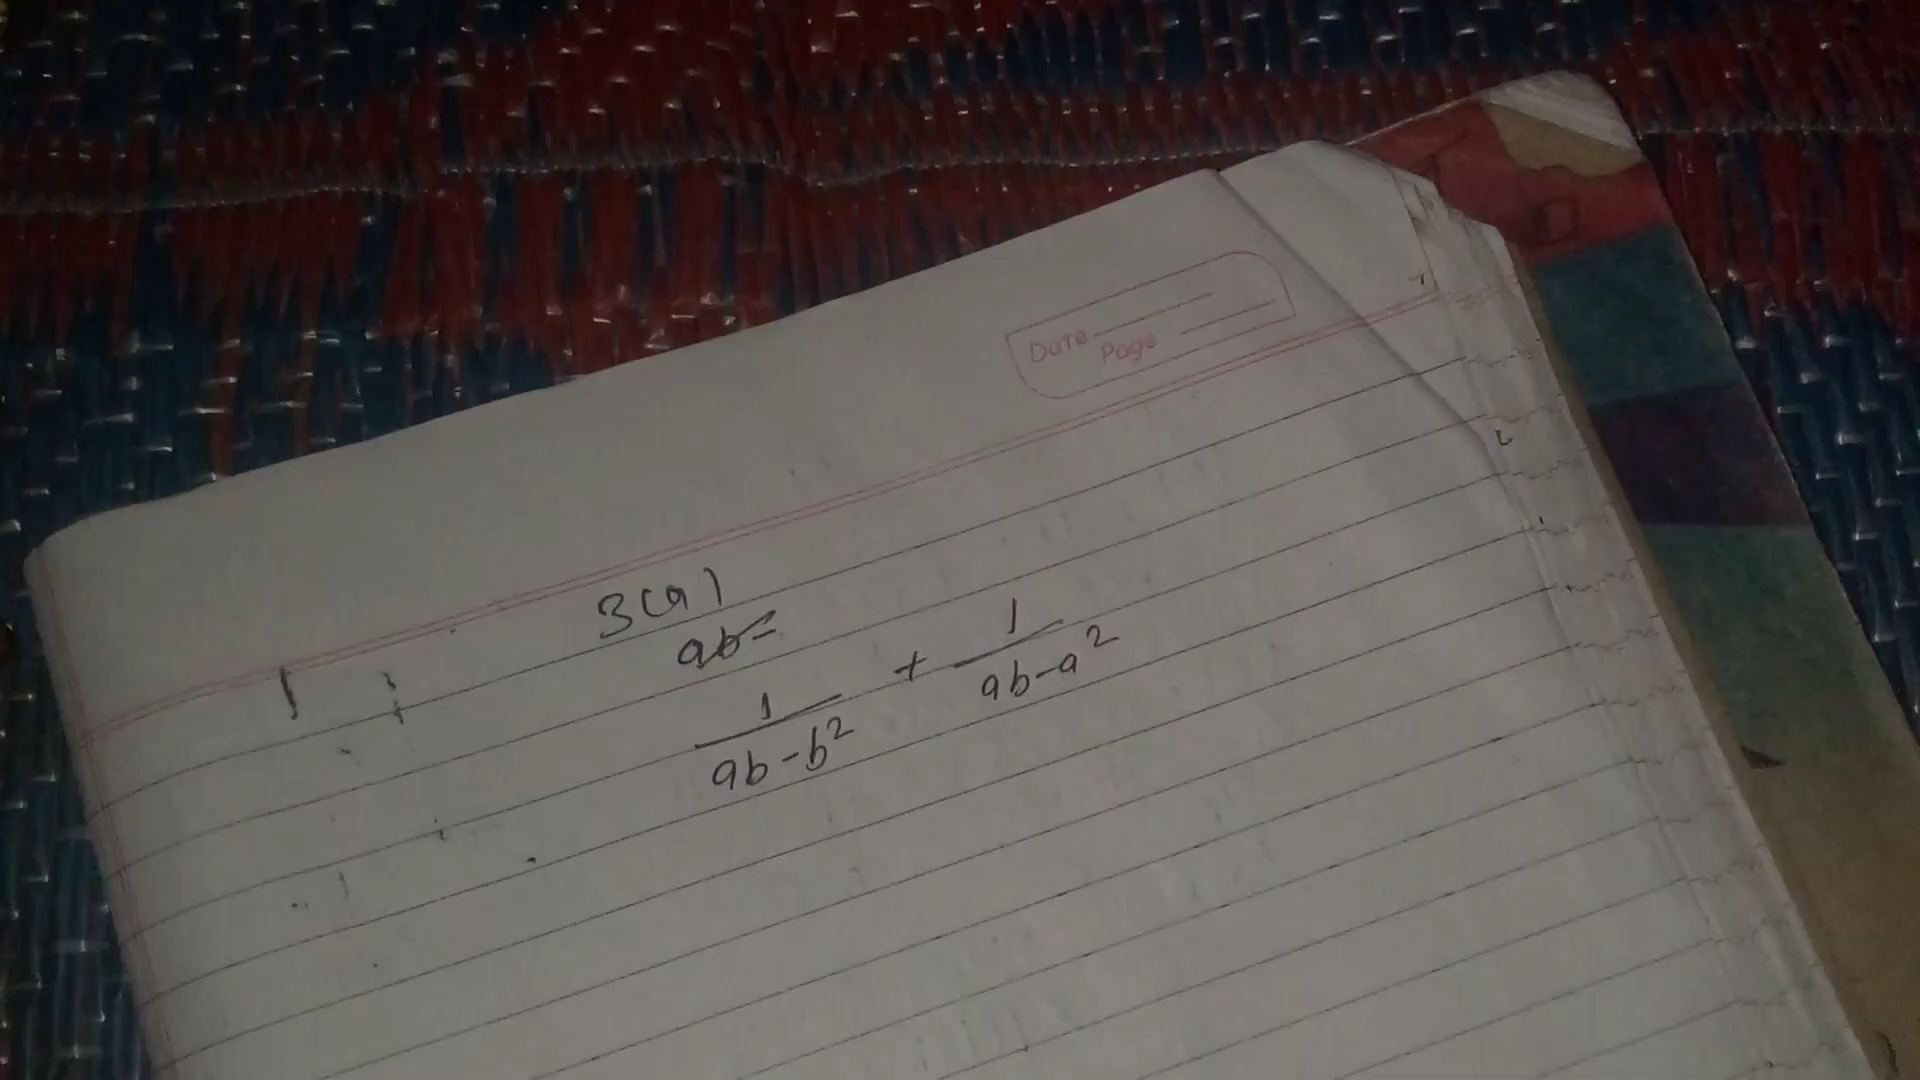 Date
Page
3(a)
ab=
1/(ab-b²) + 1/(ab-a²)